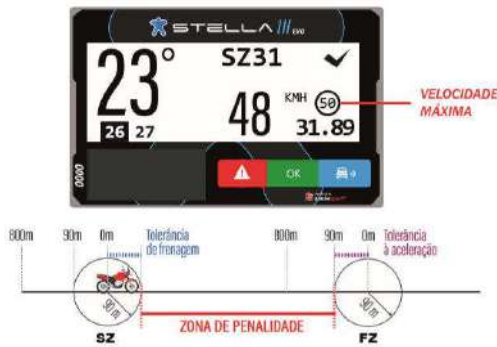 STELLA III EVO
23° SZ31
48 KMH 50
26 27 31.89
VELOCIDADE
MÁXIMA
0000
OK
800m 90m 0m Tolerância de frenagem 800m 90m 0m Tolerância à aceleração
90 m 90 m
ZONA DE PENALIDADE
SZ FZ